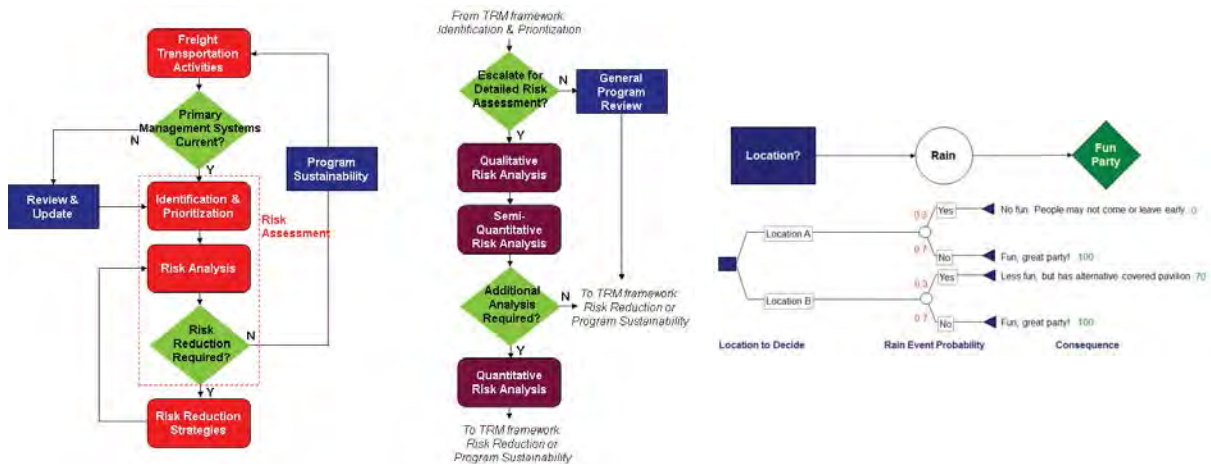 Freight
Transportation
Activities
Primary
Management Systems
Current?
N
Y
Review &
Update
Identification &
Prioritization
Risk
Assessment
Program
Sustainability
Risk Analysis
Risk
Reduction
Required?
N
Y
Risk Reduction
Strategies
From TRM framework:
Identification & Prioritization
Escalate for
Detailed Risk
Assessment?
N
General
Program
Review
Y
Qualitative
Risk Analysis
Semi-
Quantitative
Risk Analysis
Additional
Analysis
Required?
N
To TRM framework:
Risk Reduction or
Program Sustainability
Y
Quantitative
Risk Analysis
To TRM framework:
Risk Reduction or
Program Sustainability
Location?
Rain
Fun
Party
Location A
0.3
Yes
No fun. People may not come or leave early. 0
0.7
No
Fun, great party! 100
Location B
0.3
Yes
Less fun, but has alternative covered pavilion 70
0.7
No
Fun, great party! 100
Location to Decide
Rain Event Probability
Consequence